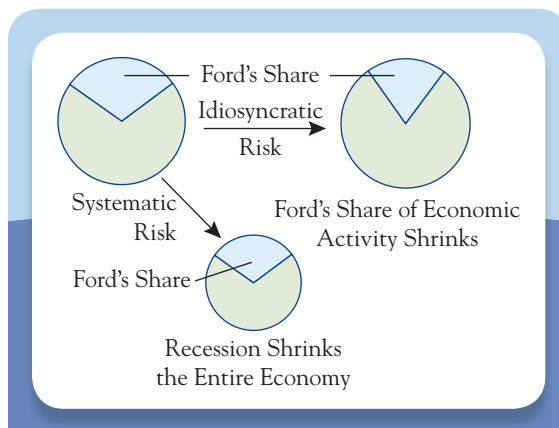 Ford's Share
Idiosyncratic
Risk
Systematic
Risk
Ford's Share of Economic
Activity Shrinks
Ford's Share
Recession Shrinks
the Entire Economy